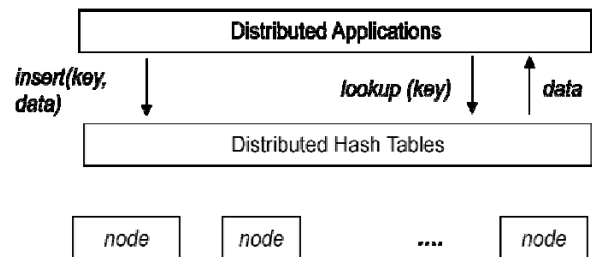 Distributed Applications
insert(key,
data)
lookup (key)
data
Distributed Hash Tables
node
node
....
node